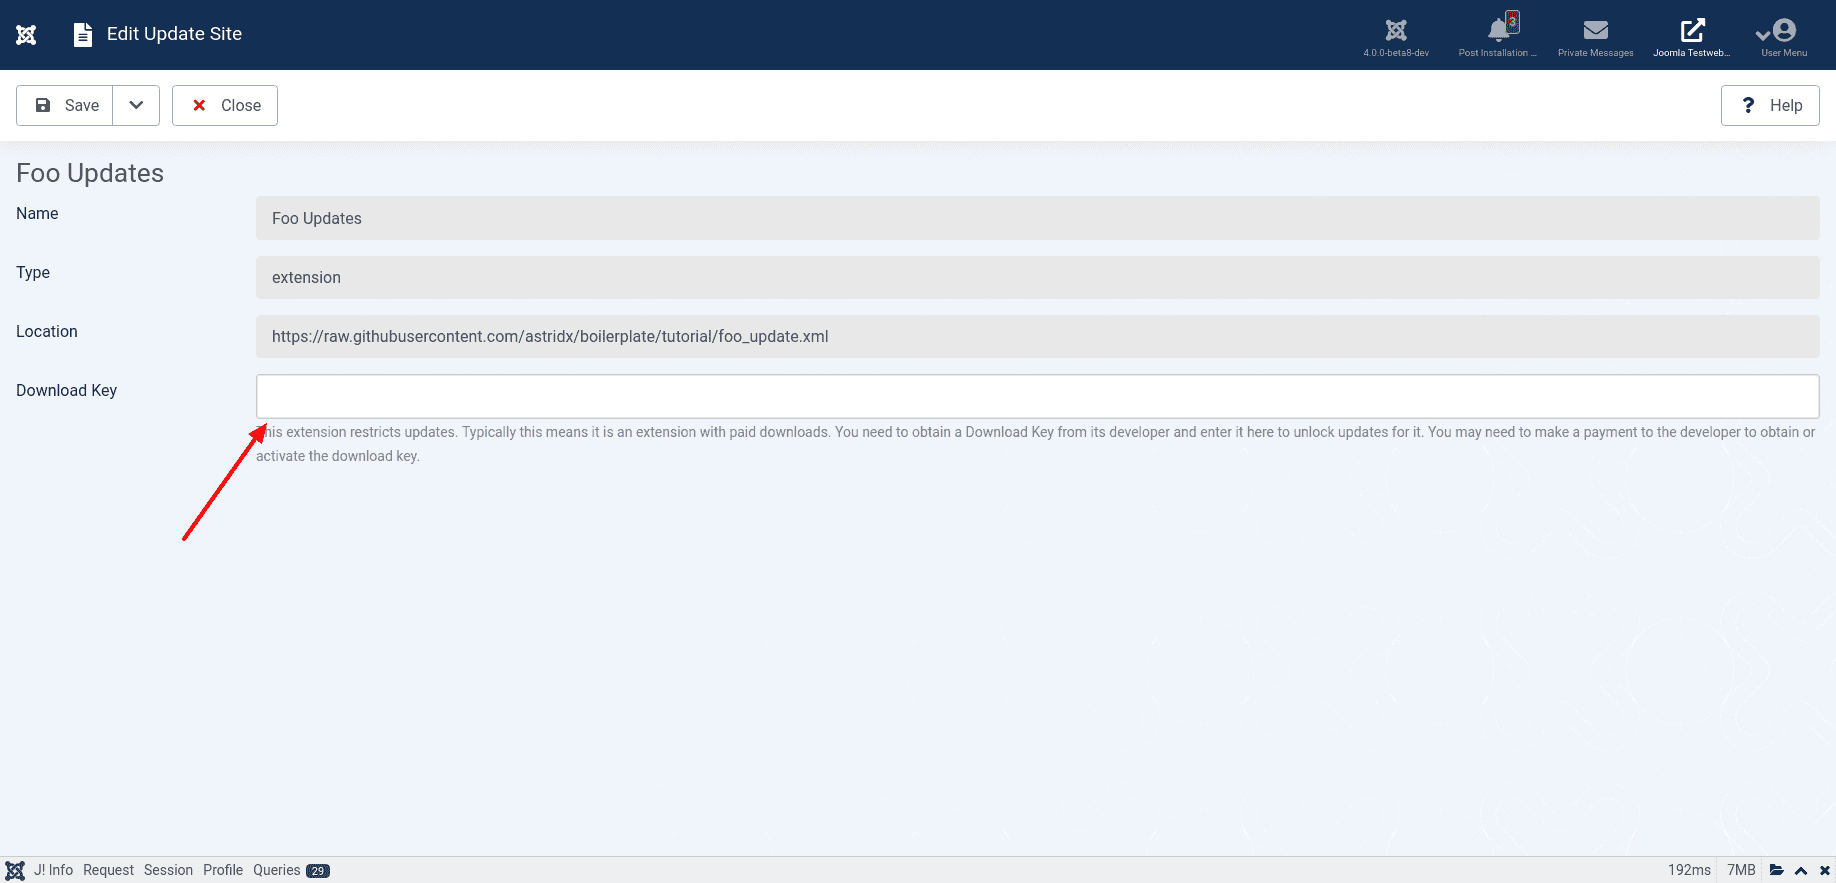 Edit Update Site
3
4.0.0-beta8-dev
Post Installation ...
Private Messages
Joomla Testweb...
User Menu
Save
Close
? Help
Foo Updates
Name
Foo Updates
Type
extension
Location
https://raw.githubusercontent.com/astridx/boilerplate/tutorial/foo_update.xml
Download Key
This extension restricts updates. Typically this means it is an extension with paid downloads. You need to obtain a Download Key from its developer and enter it here to unlock updates for it. You may need to make a payment to the developer to obtain or
activate the download key.
J! Info Request Session Profile Queries 29
192ms 7MB